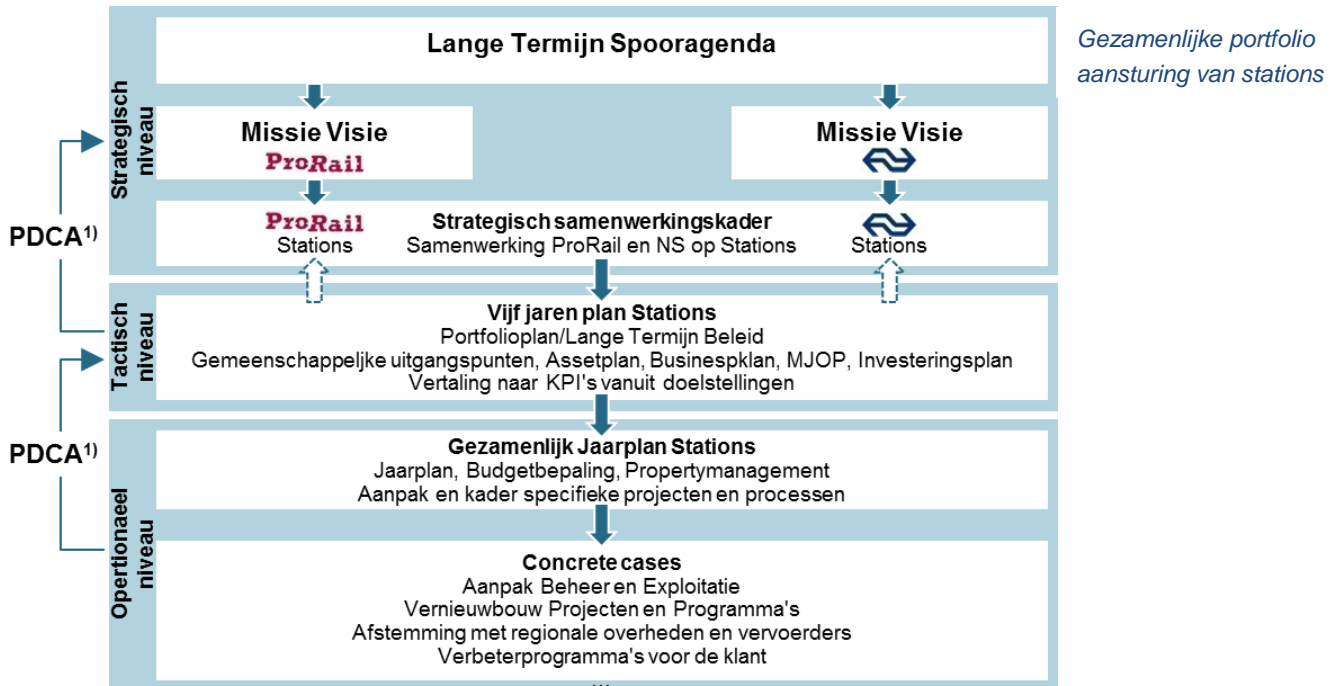 Lange Termijn Spooragenda
Gezamenlijke portfolio
aansturing van stations
Strategisch
niveau
Missie Visie
ProRail
Missie Visie
PDCA1)
ProRail
Stations
Strategisch samenwerkingskader
Samenwerking ProRail en NS op Stations
Stations
Tactisch
niveau
Vijf jaren plan Stations
Portfolioplan/Lange Termijn Beleid
Gemeenschappelijke uitgangspunten, Assetplan, Businespklan, MJOP, Investeringsplan
Vertaling naar KPI's vanuit doelstellingen
PDCA1)
Opertionaeel
niveau
Gezamenlijk Jaarplan Stations
Jaarplan, Budgetbepaling, Propertymanagement
Aanpak en kader specifieke projecten en processen
Concrete cases
Aanpak Beheer en Exploitatie
Vernieuwbouw Projecten en Programma's
Afstemming met regionale overheden en vervoerders
Verbeterprogramma's voor de klant
...